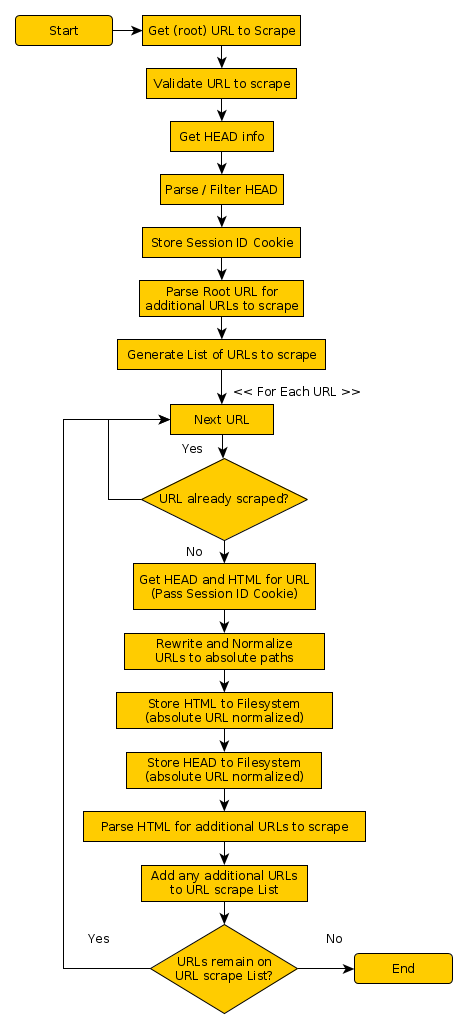 Start
Get (root) URL to Scrape
Validate URL to scrape
Get HEAD info
Parse / Filter HEAD
Store Session ID Cookie
Parse Root URL for
additional URLs to scrape
Generate List of URLs to scrape
<< For Each URL >>
Next URL
Yes
URL already scraped?
No
Get HEAD and HTML for URL
(Pass Session ID Cookie)
Rewrite and Normalize
URLs to absolute paths
Store HTML to Filesystem
(absolute URL normalized)
Store HEAD to Filesystem
(absolute URL normalized)
Parse HTML for additional URLs to scrape
Add any additional URLs
to URL scrape List
Yes
No
URLs remain on
URL scrape List?
End